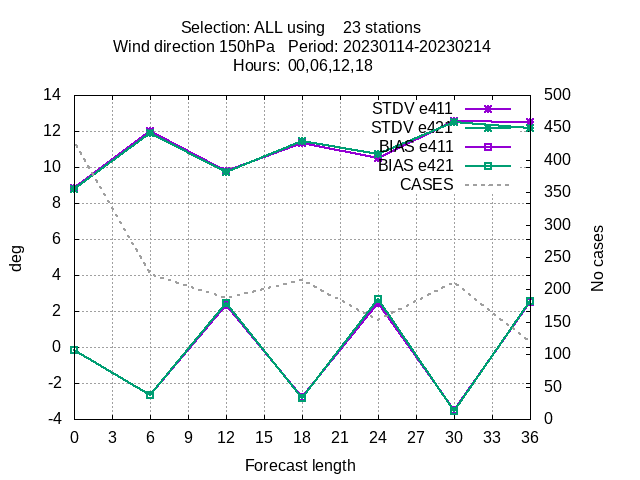 Selection: ALL using    23 stations
Wind direction 150hPa   Period: 20230114-20230214
Hours:  00,06,12,18
14
12
10
8
6
4
2
0
-2
-4
deg
STDV e411
STDV e421
BIAS e411
BIAS e421
CASES
500
450
400
350
300
250
200
150
100
50
0
No cases
0 3 6 9 12 15 18 21 24 27 30 33 36
Forecast length